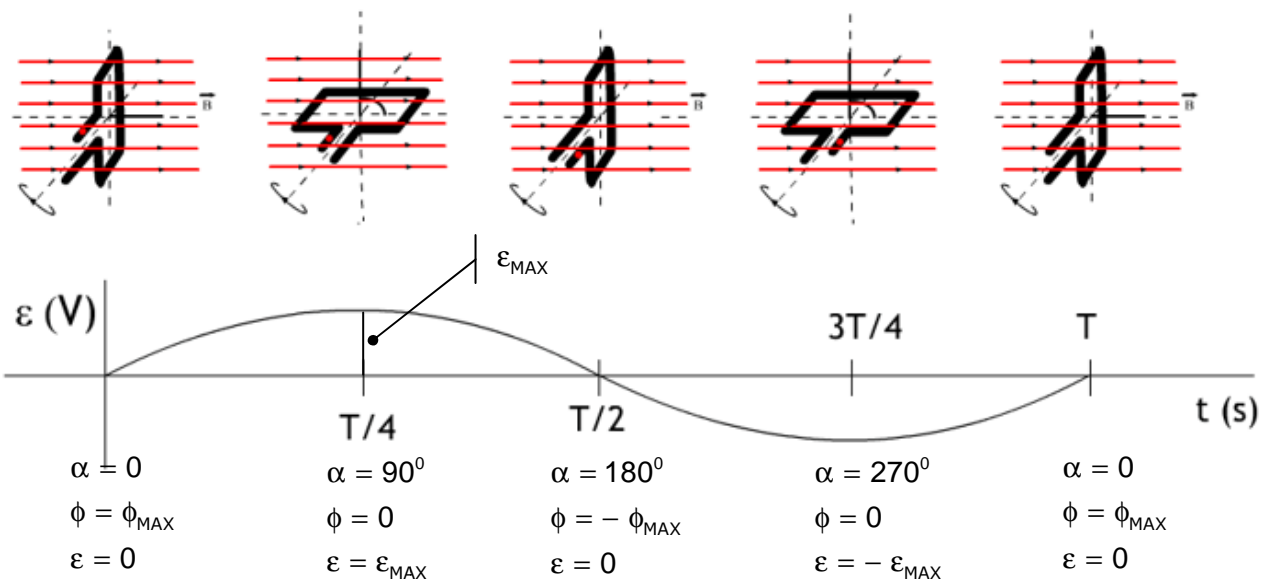 B
B
B
εMAX
ε (V)
3T/4
T
T/4
T/2
t (s)
α = 0
ϕ = ϕMAX
ε = 0
α = 90⁰
ϕ = 0
ε = εMAX
α = 180⁰
ϕ = − ϕMAX
ε = 0
α = 270⁰
ϕ = 0
ε = − εMAX
α = 0
ϕ = ϕMAX
ε = 0